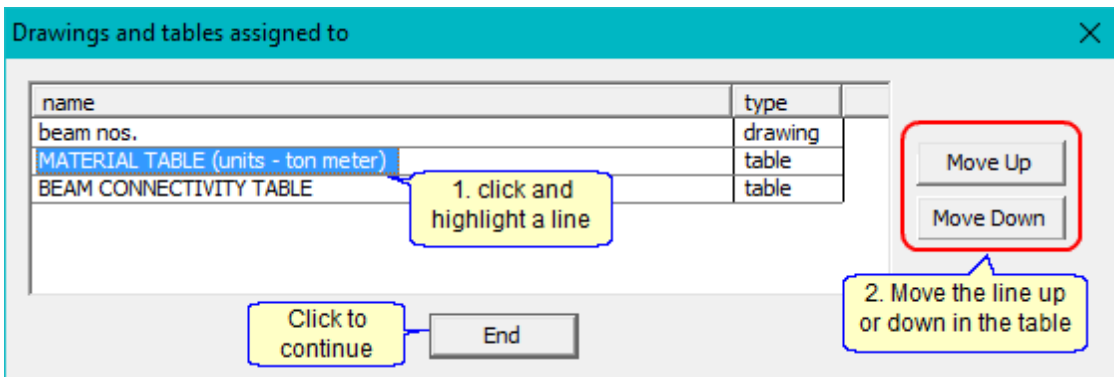 Drawings and tables assigned to
name type
beam nos. drawing
MATERIAL TABLE (units - ton meter) table
BEAM CONNECTIVITY TABLE table
1. click and
highlight a line
Move Up
Move Down
2. Move the line up
or down in the table
Click to
continue
End